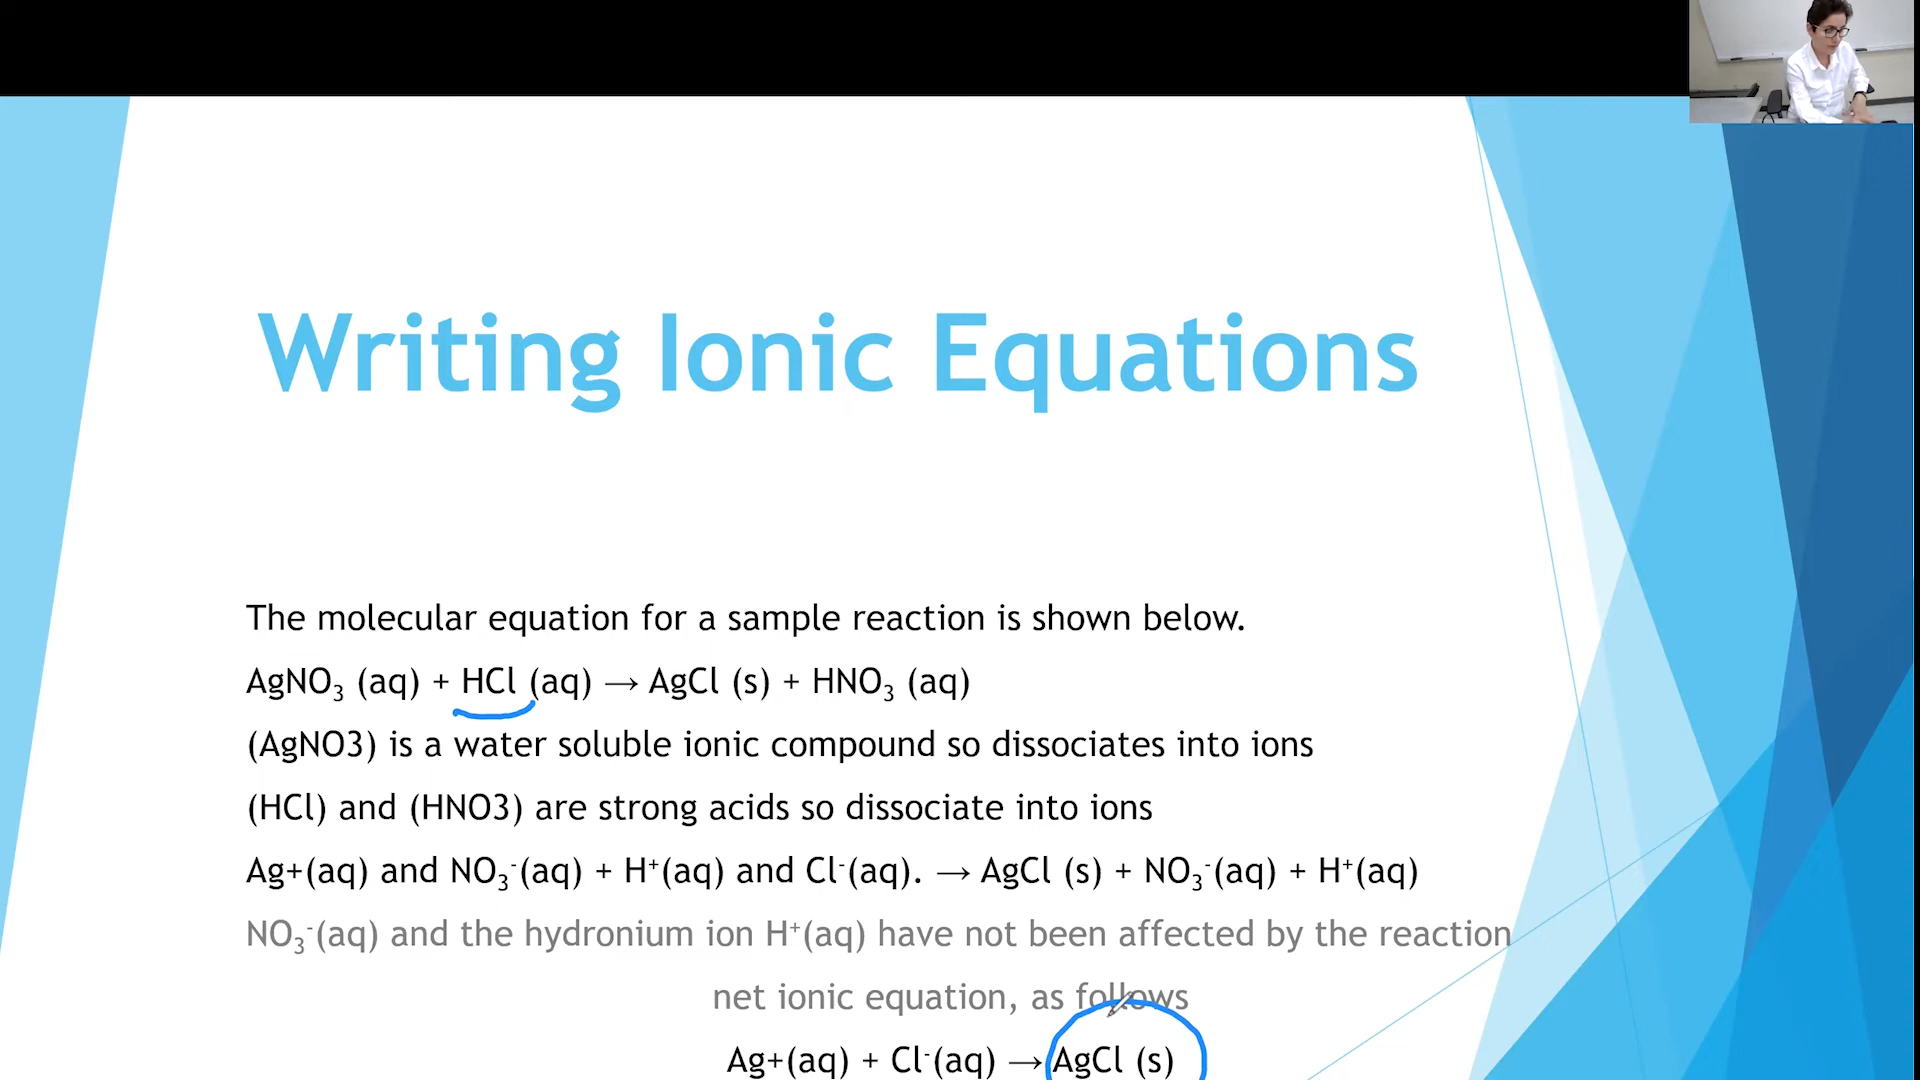 Writing Ionic Equations
The molecular equation for a sample reaction is shown below.
AgNO₃ (aq) + HCl (aq) → AgCl (s) + HNO₃ (aq)
(AgNO3) is a water soluble ionic compound so dissociates into ions
(HCl) and (HNO3) are strong acids so dissociate into ions
Ag+(aq) and NO₃⁻(aq) + H⁺(aq) and Cl⁻(aq). → AgCl (s) + NO₃⁻(aq) + H⁺(aq)
NO₃⁻(aq) and the hydronium ion H⁺(aq) have not been affected by the reaction
net ionic equation, as follows
Ag+(aq) + Cl⁻(aq) → AgCl (s)